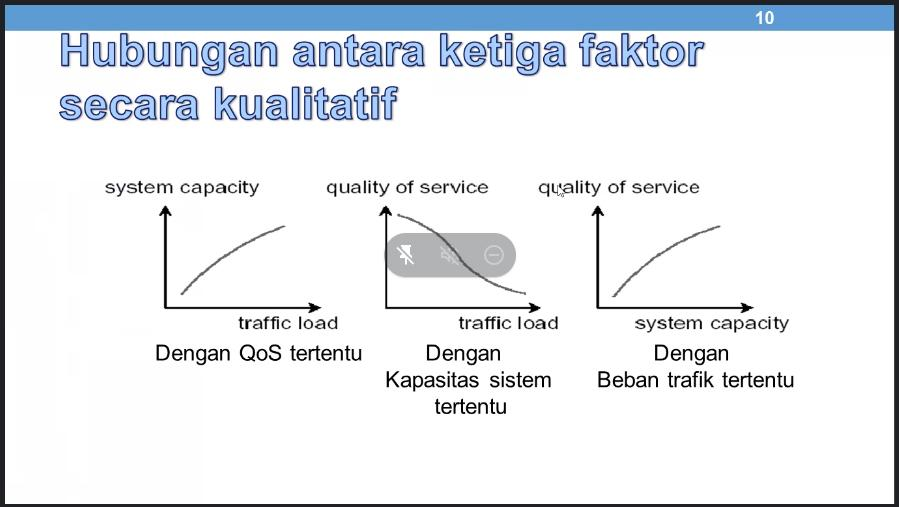 10
Hubungan antara ketiga faktor
secara kualitatif
system capacity
traffic load
Dengan QoS tertentu
quality of service
traffic load
Dengan
Kapasitas sistem
tertentu
quality of service
system capacity
Dengan
Beban trafik tertentu